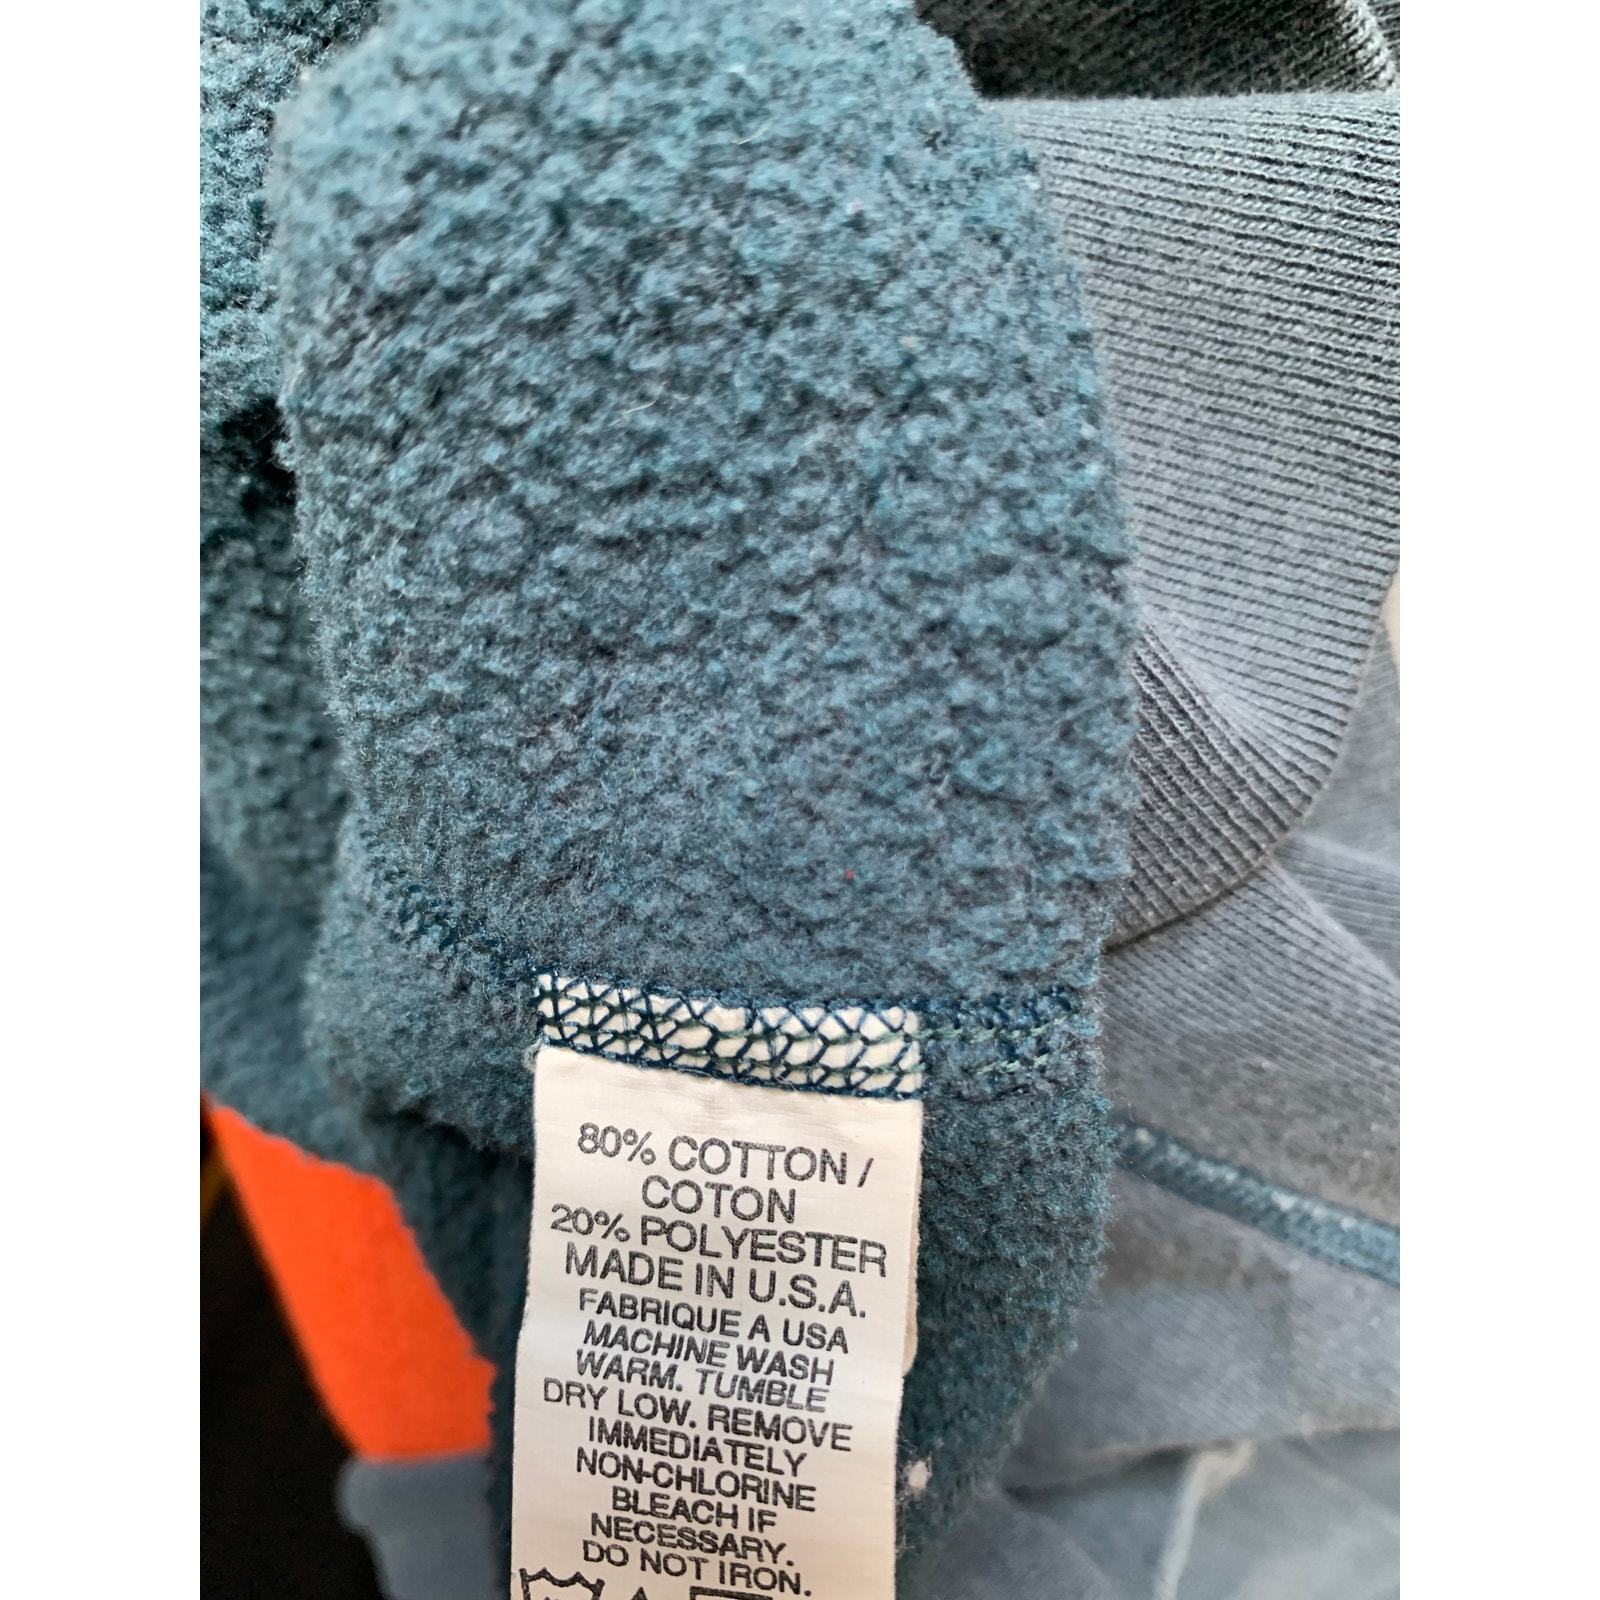 80% COTTON /
COTON
20% POLYESTER
MADE IN U.S.A.
FABRIQUE A USA
MACHINE WASH
WARM. TUMBLE
DRY LOW. REMOVE
IMMEDIATELY
NON-CHLORINE
BLEACH IF
NECESSARY.
DO NOT IRON.